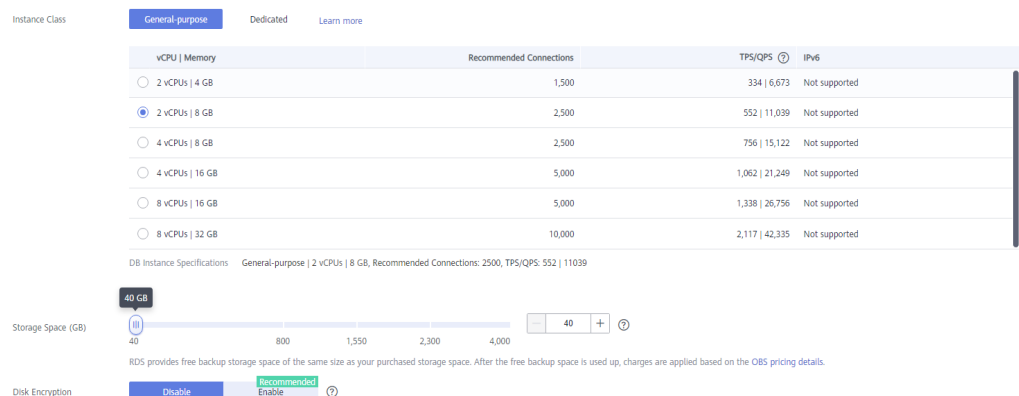 Instance Class General-purpose Dedicated Learn more
vCPU | Memory Recommended Connections TPS/QPS ? IPv6
2 vCPUs | 4 GB 1,500 334 | 6,673 Not supported
2 vCPUs | 8 GB 2,500 552 | 11,039 Not supported
4 vCPUs | 8 GB 2,500 756 | 15,122 Not supported
4 vCPUs | 16 GB 5,000 1,062 | 21,249 Not supported
8 vCPUs | 16 GB 5,000 1,338 | 26,756 Not supported
8 vCPUs | 32 GB 10,000 2,117 | 42,335 Not supported
DB Instance Specifications General-purpose | 2 vCPUs | 8 GB, Recommended Connections: 2500, TPS/QPS: 552 | 11039
40 GB
Storage Space (GB) − 40 + ?
40 800 1,550 2,300 4,000
RDS provides free backup storage space of the same size as your purchased storage space. After the free backup space is used up, charges are applied based on the OBS pricing details.
Recommended
Disk Encryption Disable Enable ?